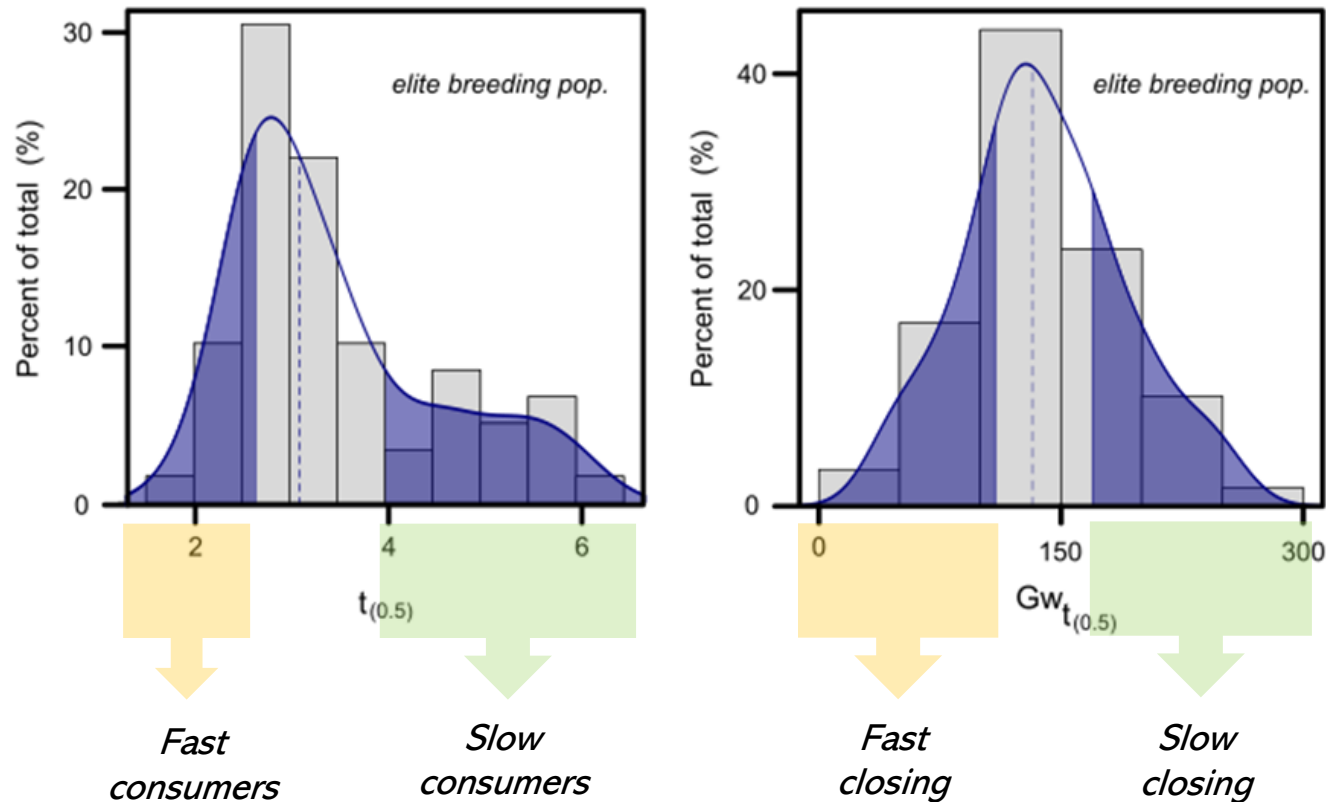 Percent of total (%)
30
20
10
0
elite breeding pop.
2
4
6
t(0.5)
Fast
consumers
Slow
consumers
Percent of total (%)
40
20
0
elite breeding pop.
0
150
300
Gwt(0.5)
Fast
closing
Slow
closing